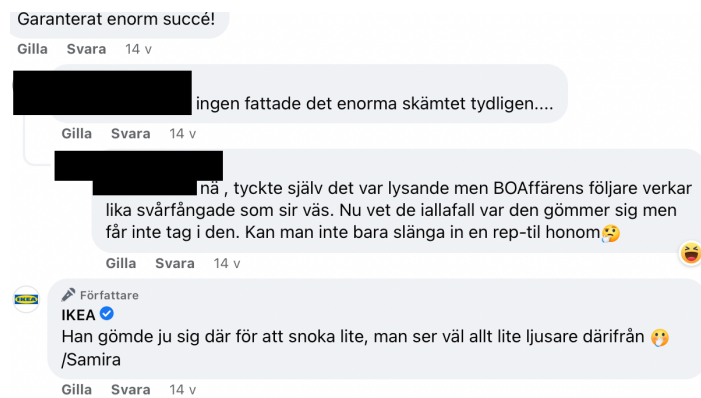 Garanterat enorm succé!
Gilla Svara 14 v
ingen fattade det enorma skämtet tydligen....
Gilla Svara 14 v
nä , tyckte själv det var lysande men BOAffärens följare verkar
lika svårfångade som sir väs. Nu vet de iallafall var den gömmer sig men
får inte tag i den. Kan man inte bara slänga in en rep-til honom🤔
Gilla Svara 14 v
Författare
IKEA
IKEA
Han gömde ju sig där för att snoka lite, man ser väl allt lite ljusare därifrån 🤭
/Samira
Gilla Svara 14 v